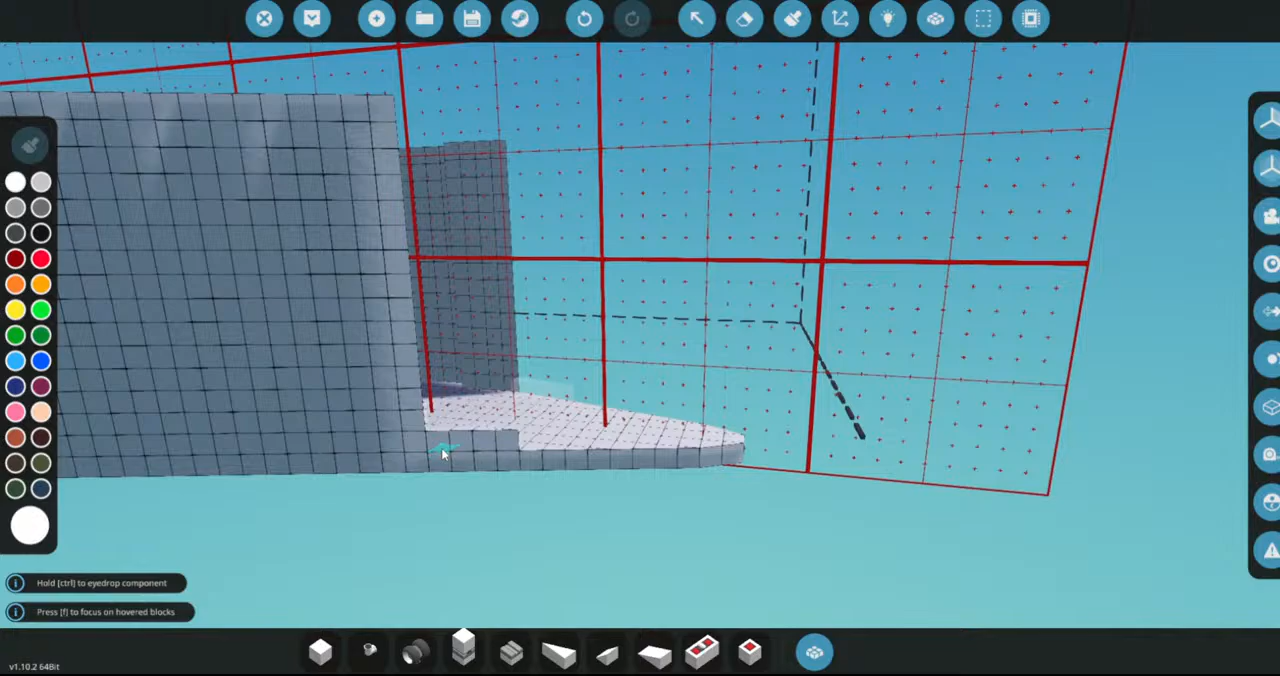 Hold [ctrl] to eyedrop component
Press [f] to focus on hovered blocks
v1.10.2 64Bit